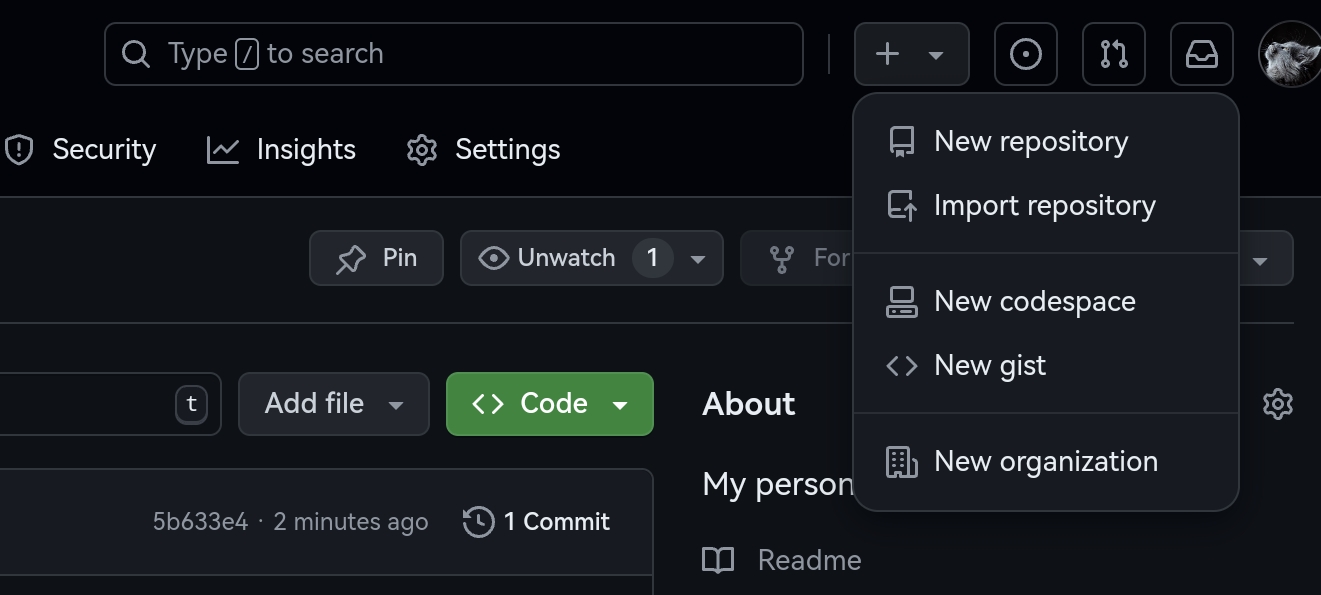 Type / to search
Security
Insights
Settings
New repository
Import repository
New codespace
New gist
New organization
Pin
Unwatch 1
For
t
Add file
Code
About
My person
5b633e4 · 2 minutes ago
1 Commit
Readme